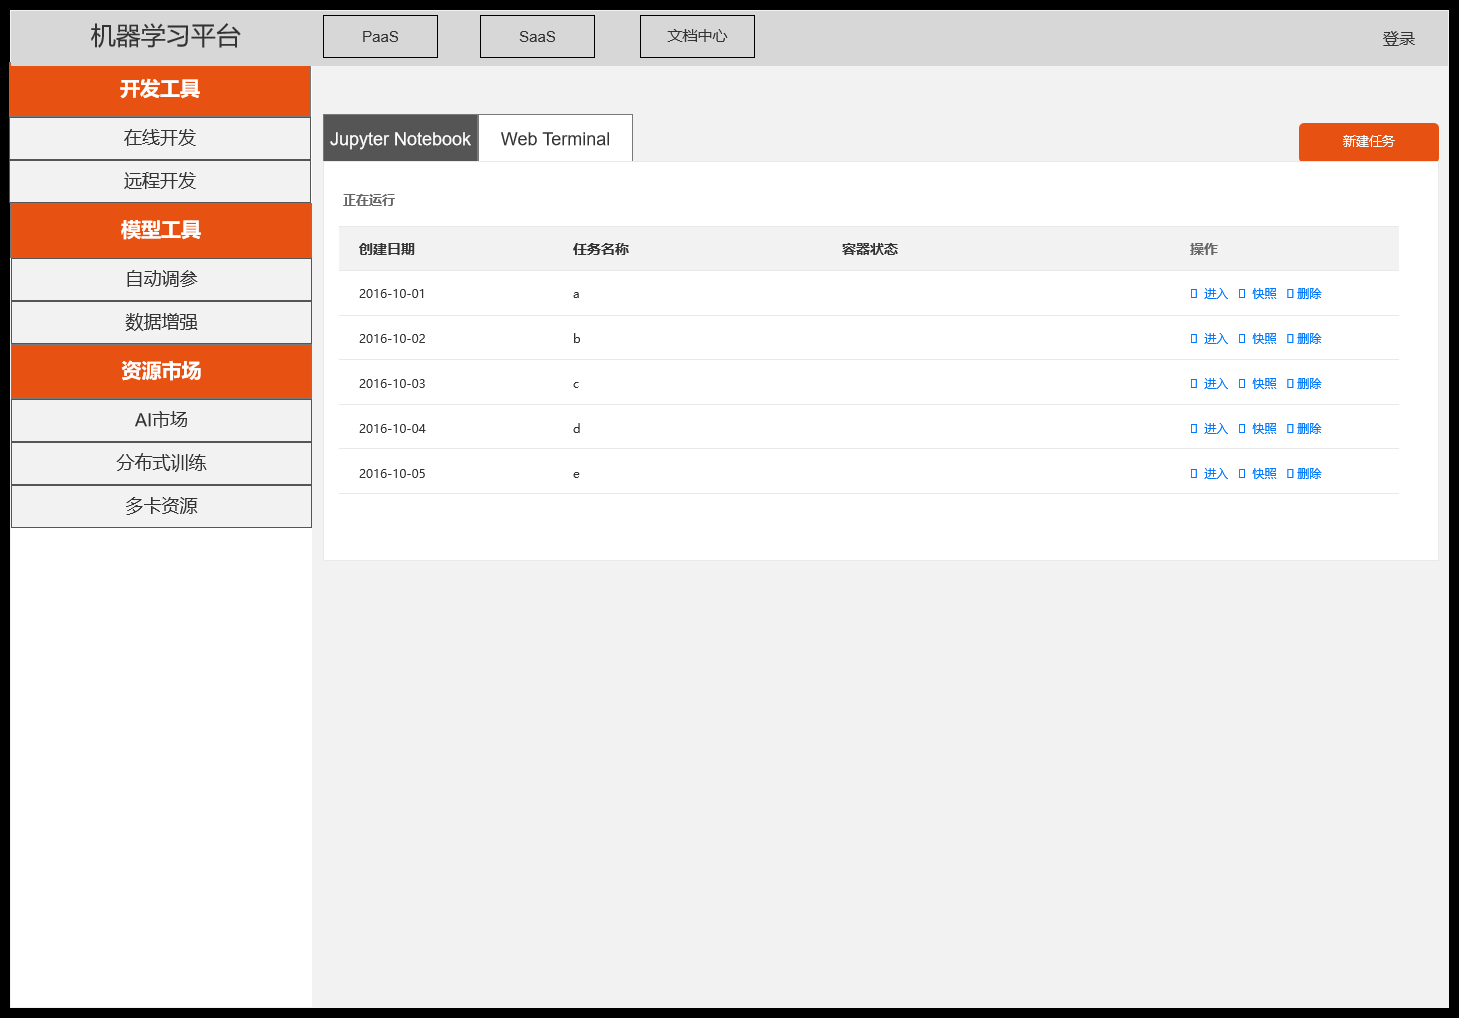 机器学习平台
PaaS
SaaS
文档中心
登录
开发工具
在线开发
远程开发
模型工具
自动调参
数据增强
资源市场
AI市场
分布式训练
多卡资源
Jupyter Notebook
Web Terminal
新建任务
正在运行
创建日期 任务名称 容器状态 操作
2016-10-01 a 进入 快照 删除
2016-10-02 b 进入 快照 删除
2016-10-03 c 进入 快照 删除
2016-10-04 d 进入 快照 删除
2016-10-05 e 进入 快照 删除